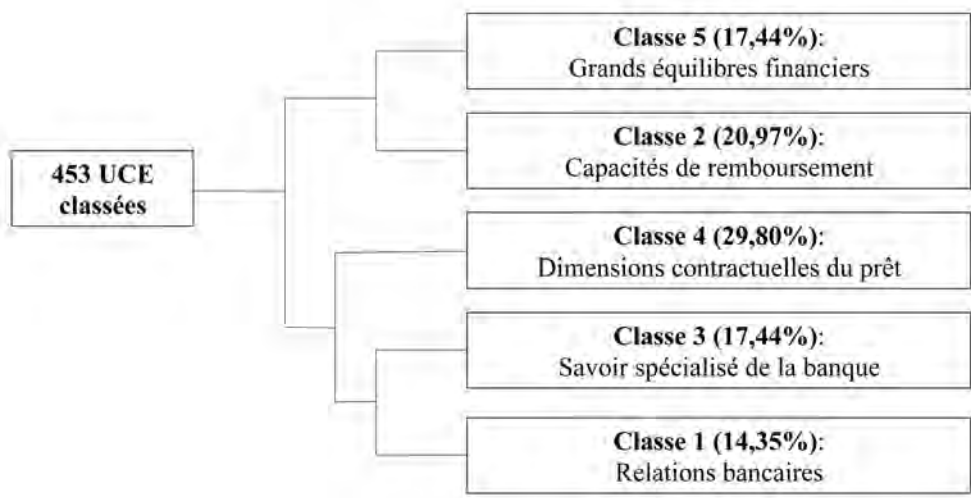 453 UCE
classées
Classe 5 (17,44%):
Grands équilibres financiers
Classe 2 (20,97%):
Capacités de remboursement
Classe 4 (29,80%):
Dimensions contractuelles du prêt
Classe 3 (17,44%):
Savoir spécialisé de la banque
Classe 1 (14,35%):
Relations bancaires